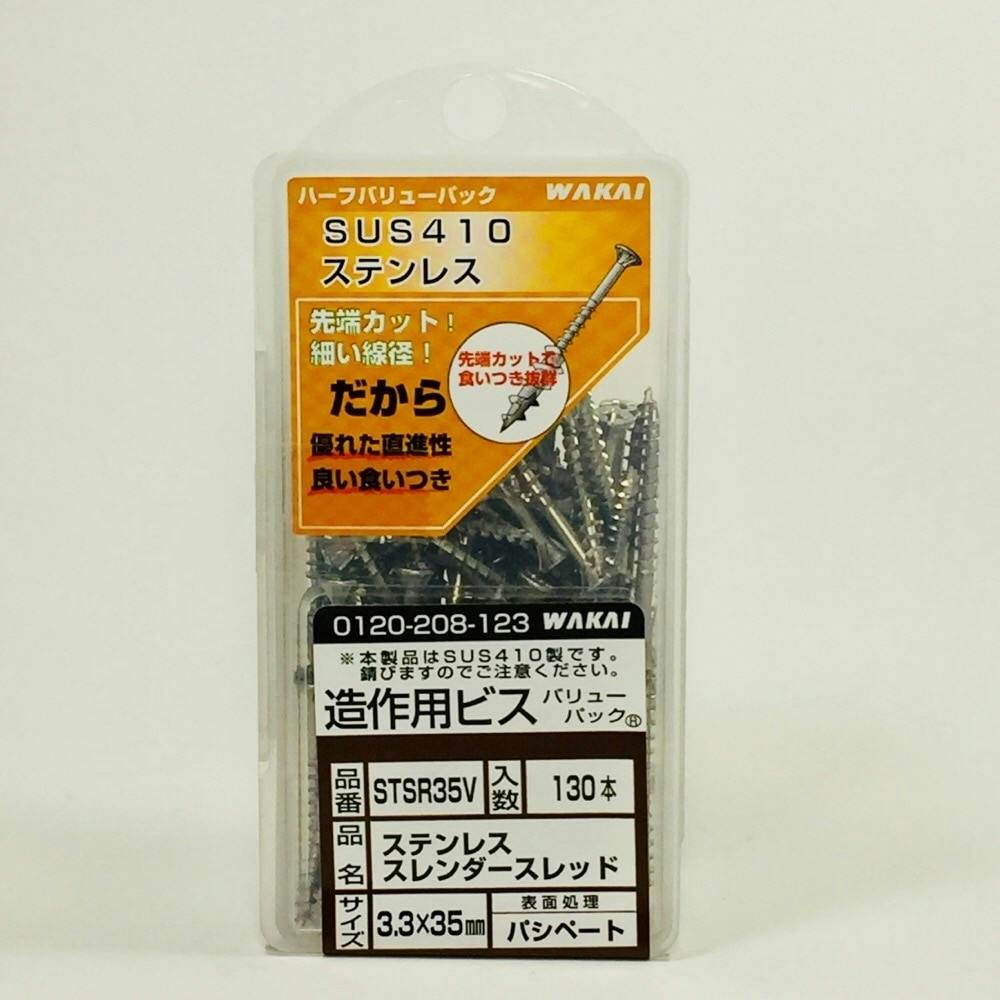 ハーフバリューパック WAKAI
SUS410
ステンレス
先端カット!
細い線径!
だから
優れた直進性
良い食いつき
先端カットで
食いつき抜群
0120-208-123 WAKAI
※本製品はSUS410製です。
錆びますのでご注意ください。
造作用ビス バリュー
パック®
品番 STSR35V 入数 130本
品名 ステンレス
スレンダースレッド
サイズ 3.3×35mm 表面処理
パシペート